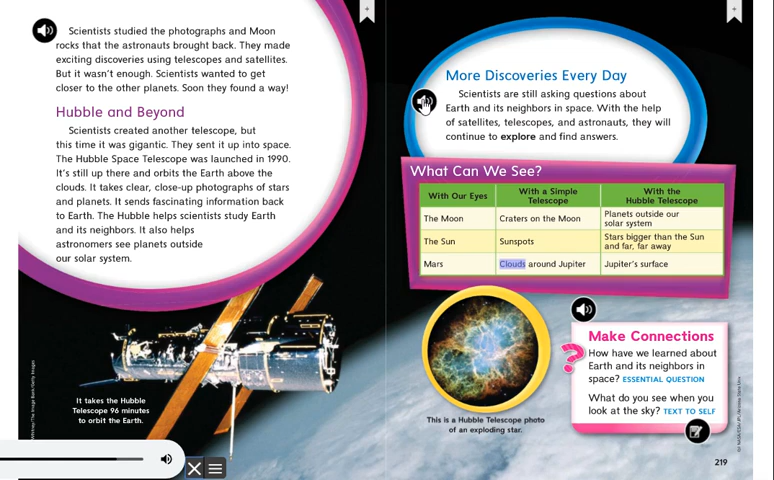 Scientists studied the photographs and Moon
rocks that the astronauts brought back. They made
exciting discoveries using telescopes and satellites.
But it wasn't enough. Scientists wanted to get
closer to the other planets. Soon they found a way!
Hubble and Beyond
Scientists created another telescope, but
this time it was gigantic. They sent it up into space.
The Hubble Space Telescope was launched in 1990.
It's still up there and orbits the Earth above the
clouds. It takes clear, close-up photographs of stars
and planets. It sends fascinating information back
to Earth. The Hubble helps scientists study Earth
and its neighbors. It also helps
astronomers see planets outside
our solar system.
It takes the Hubble
Telescope 96 minutes
to orbit the Earth.
More Discoveries Every Day
Scientists are still asking questions about
Earth and its neighbors in space. With the help
of satellites, telescopes, and astronauts, they will
continue to explore and find answers.
What Can We See?
With Our Eyes
With a Simple
Telescope
With the
Hubble Telescope
The Moon
Craters on the Moon
Planets outside our
solar system
The Sun
Sunspots
Stars bigger than the Sun
and far, far away
Mars
Clouds around Jupiter
Jupiter's surface
This is a Hubble Telescope photo
of an exploding star.
Make Connections
?
How have we learned about
Earth and its neighbors in
space? ESSENTIAL QUESTION
What do you see when you
look at the sky? TEXT TO SELF
219